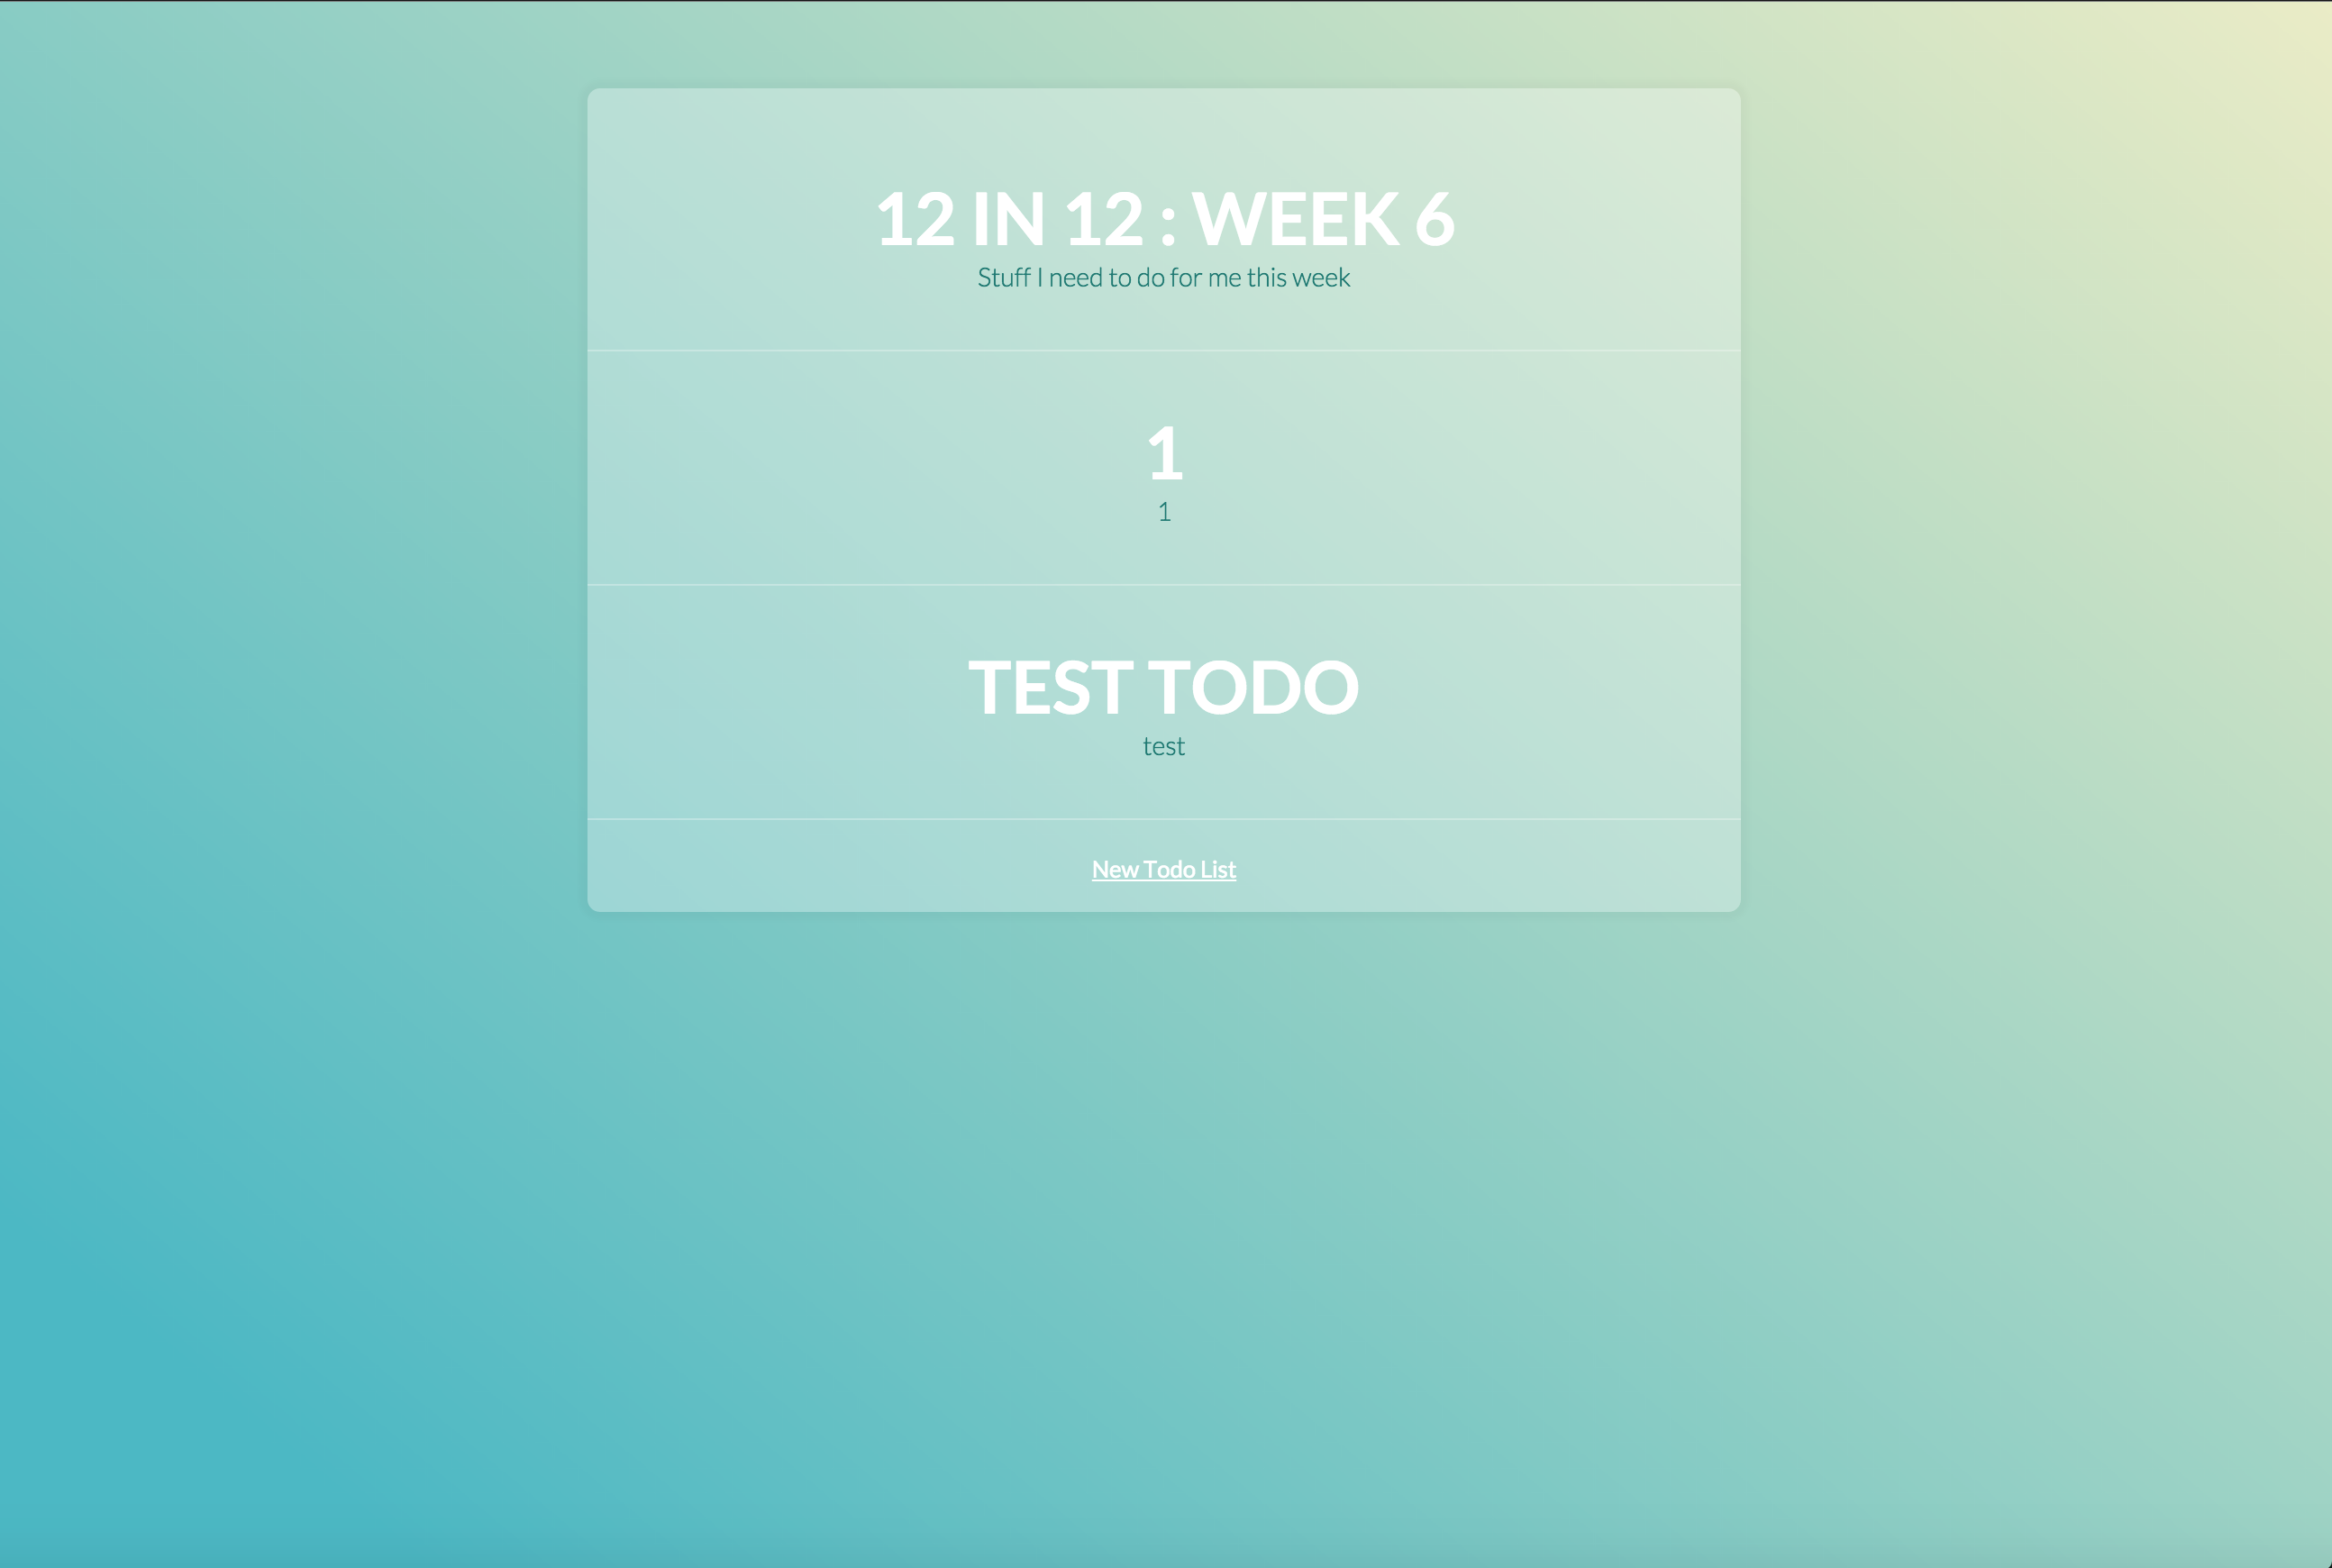 12 IN 12 : WEEK 6
Stuff I need to do for me this week
1
1
TEST TODO
test
New Todo List